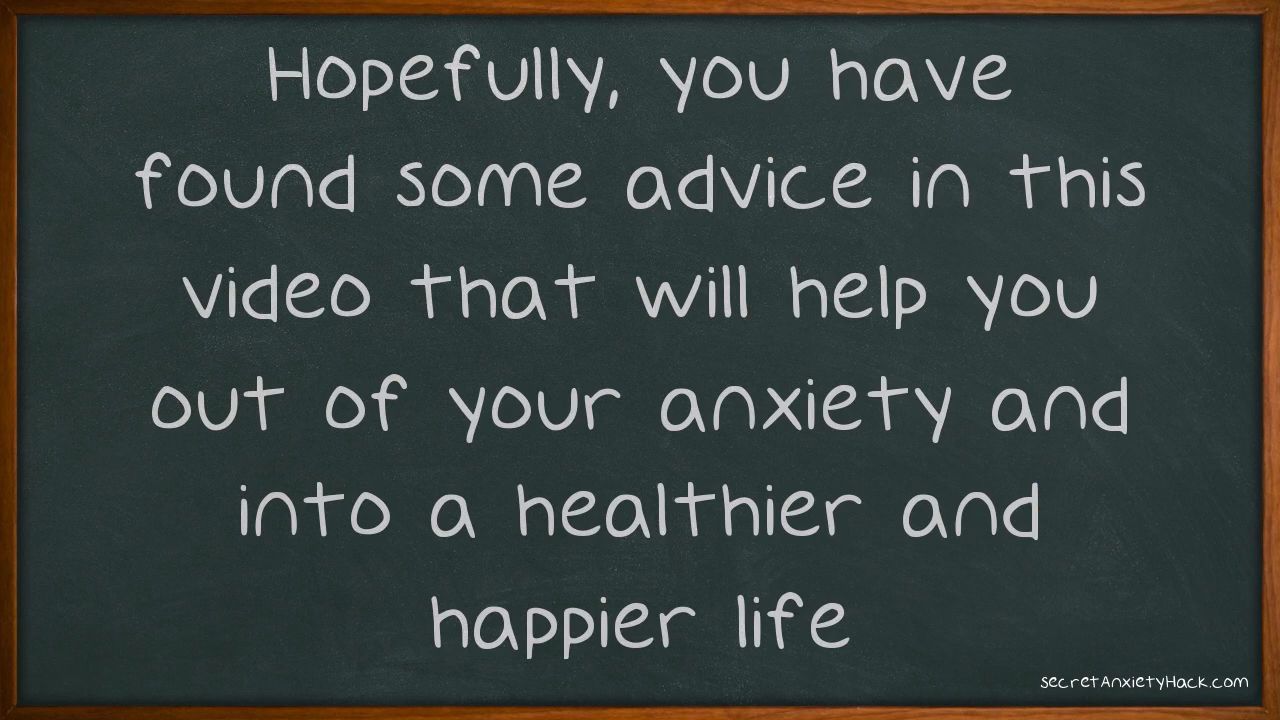 Hopefully, you have
found some advice in this
video that will help you
out of your anxiety and
into a healthier and
happier life
secretAnxietyHack.com